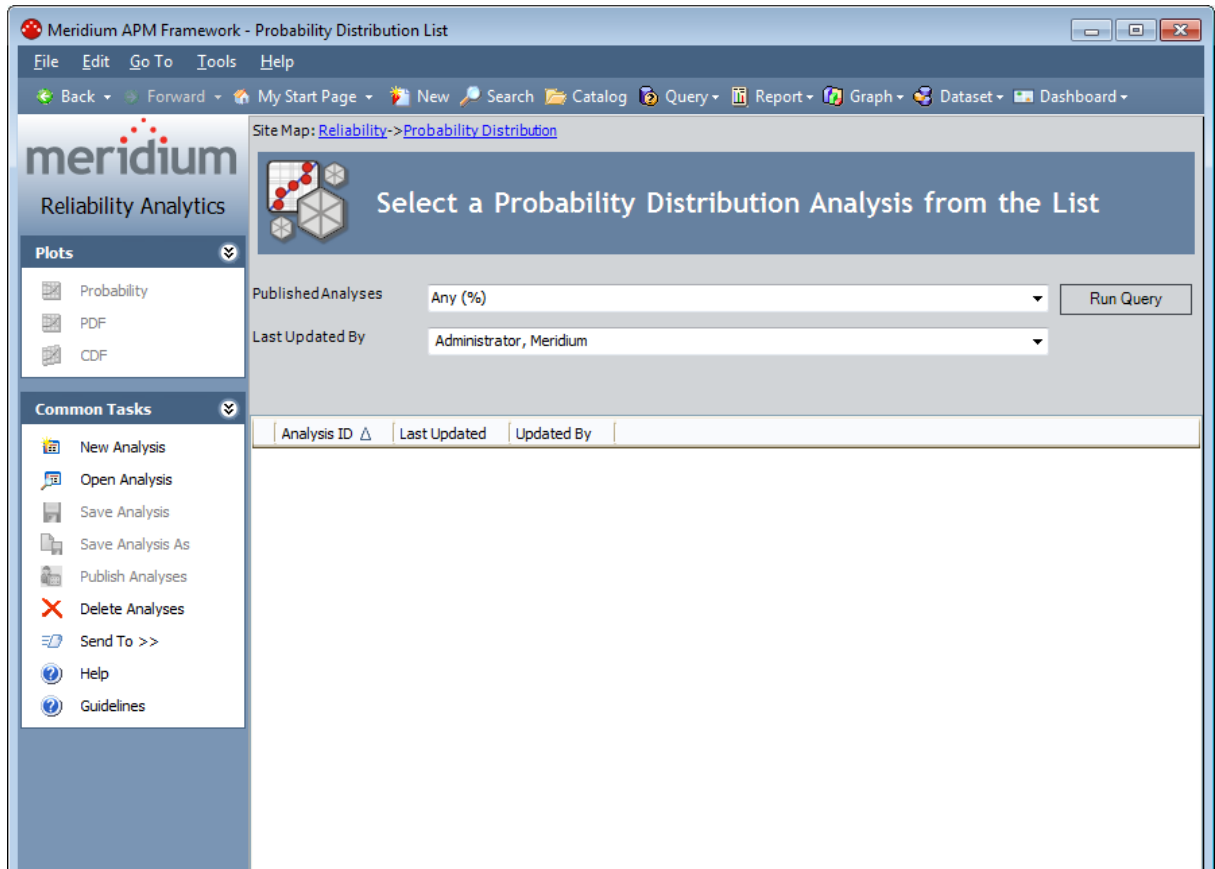 Meridium APM Framework - Probability Distribution List
File Edit Go To Tools Help
Back Forward My Start Page New Search Catalog Query Report Graph Dataset Dashboard
meridium
Reliability Analytics
Site Map: Reliability->Probability Distribution
Select a Probability Distribution Analysis from the List
Plots
Probability
PDF
CDF
Published Analyses Any (%) Run Query
Last Updated By Administrator, Meridium
Common Tasks
New Analysis
Open Analysis
Save Analysis
Save Analysis As
Publish Analyses
Delete Analyses
Send To >>
Help
Guidelines
Analysis ID Last Updated Updated By